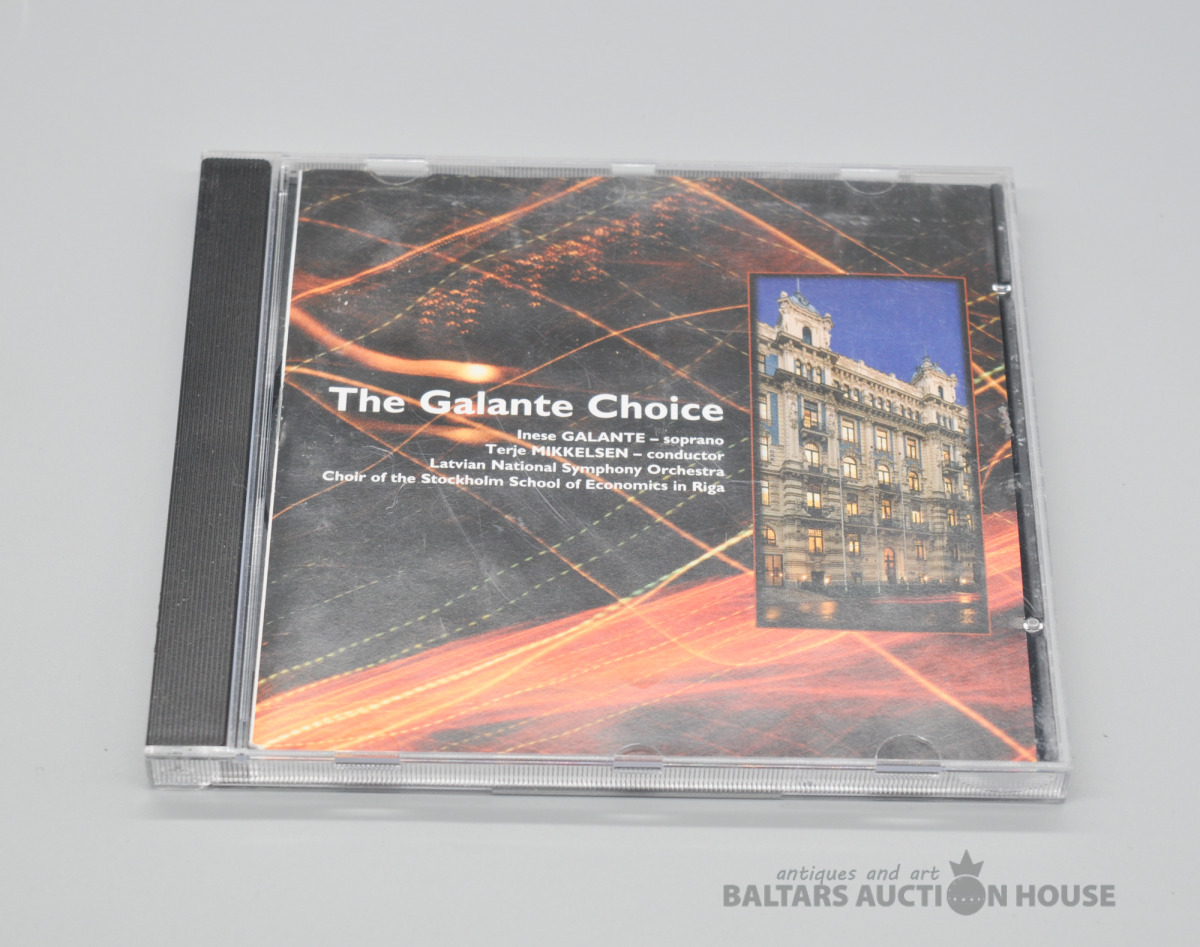 The Galante Choice
Inese GALANTE – soprano
Terje MIKKELSEN – conductor
Latvian National Symphony Orchestra
Choir of the Stockholm School of Economics in Riga
antiques and art
BALTARS AUCTION HOUSE